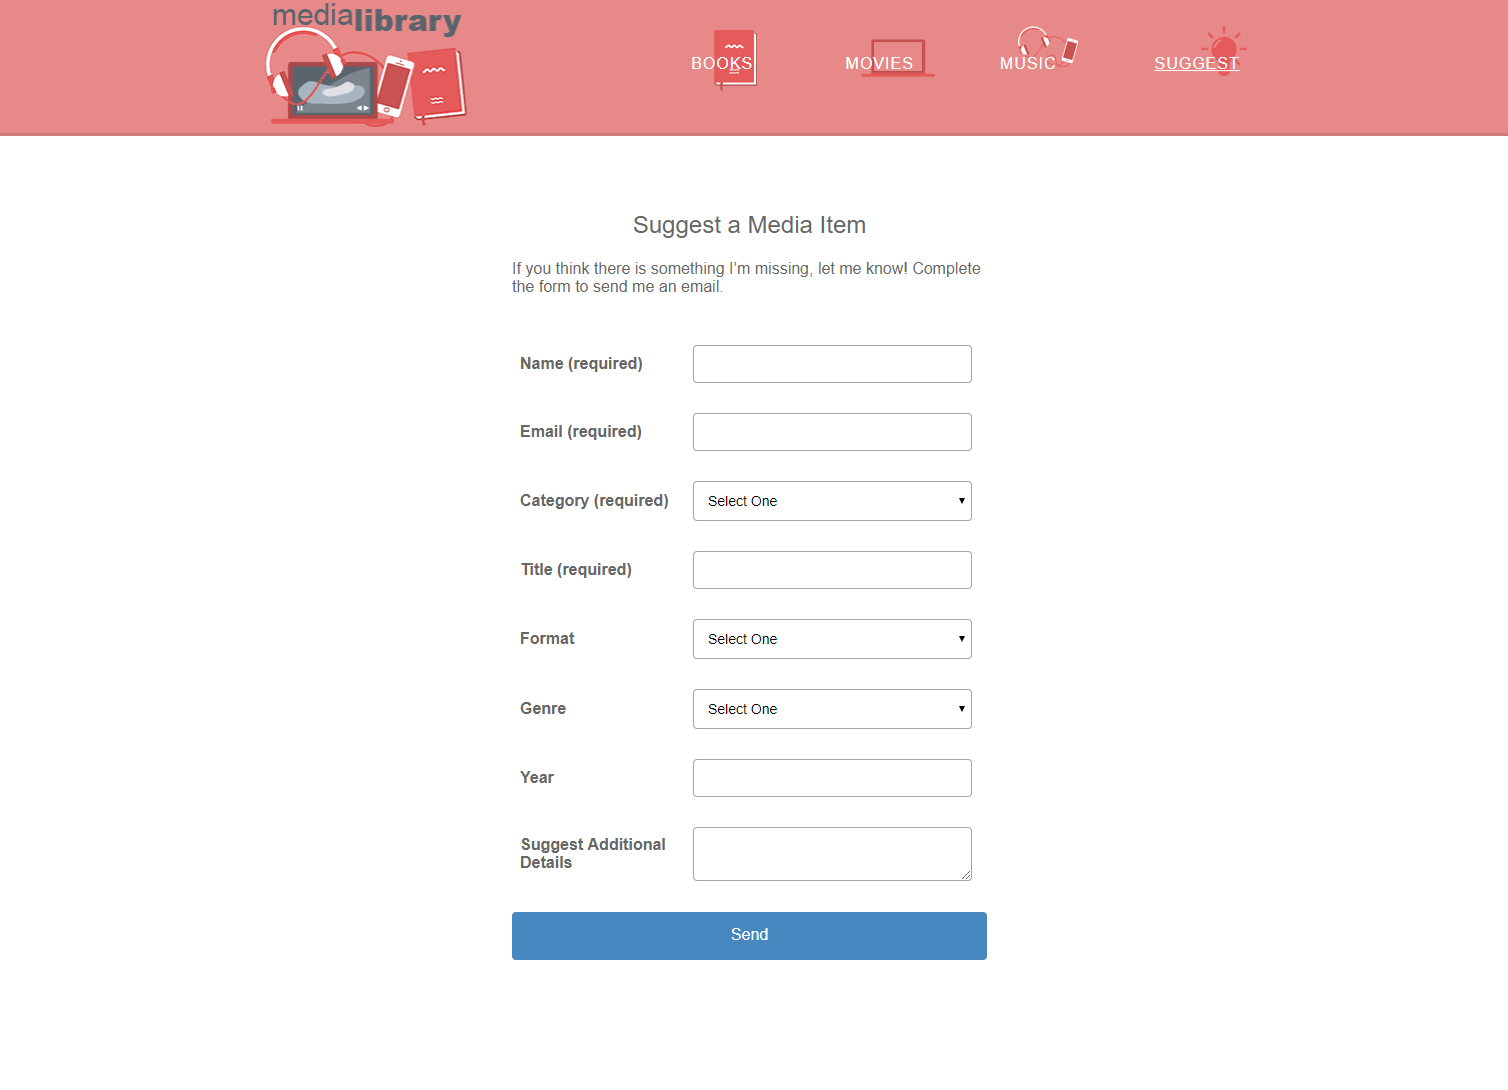 medialibrary
BOOKS
MOVIES
MUSIC
SUGGEST
Suggest a Media Item
If you think there is something I'm missing, let me know! Complete
the form to send me an email.
Name (required)
Email (required)
Category (required)
Select One
Title (required)
Format
Select One
Genre
Select One
Year
Suggest Additional
Details
Send